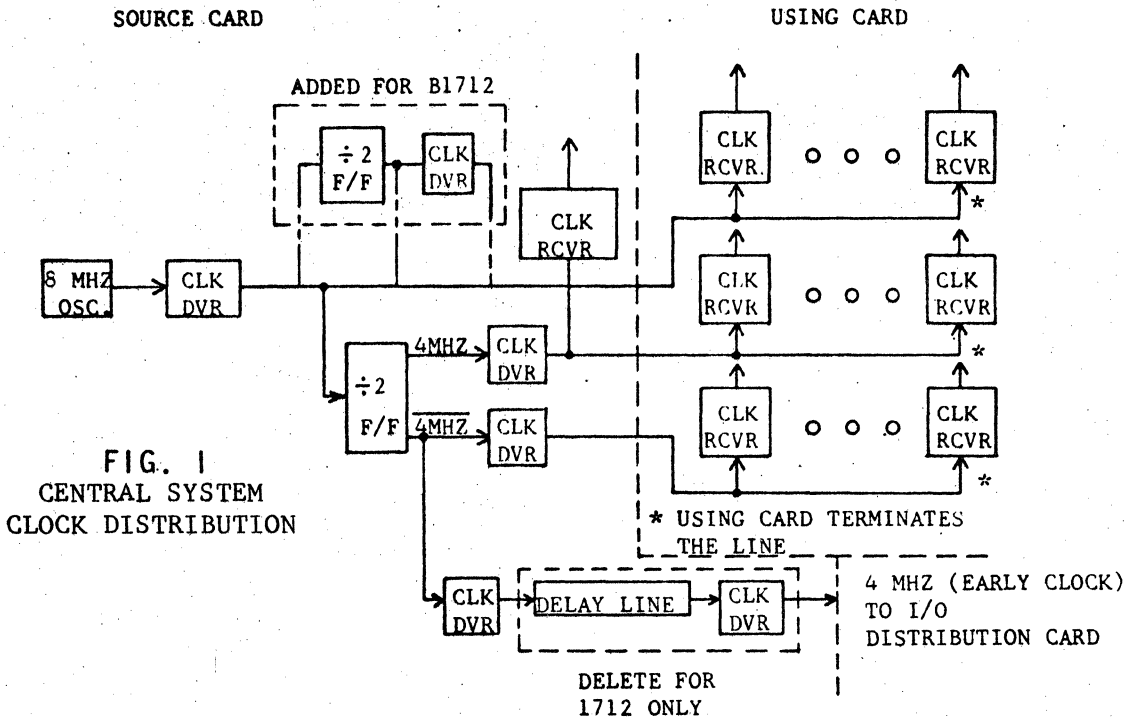 SOURCE CARD
USING CARD
ADDED FOR B1712
÷2
F/F
CLK
DVR
CLK
RCVR
CLK
RCVR.
CLK
RCVR
*
8 MHZ
OSC.
CLK
DVR
CLK
RCVR
CLK
RCVR
*
÷2
F/F
4MHZ
CLK
DVR
4MHZ
CLK
DVR
CLK
RCVR
CLK
RCVR
*
FIG. 1
CENTRAL SYSTEM
CLOCK DISTRIBUTION
* USING CARD TERMINATES
THE LINE
CLK
DVR
DELAY LINE
CLK
DVR
4 MHZ (EARLY CLOCK)
TO I/O
DISTRIBUTION CARD
DELETE FOR
1712 ONLY